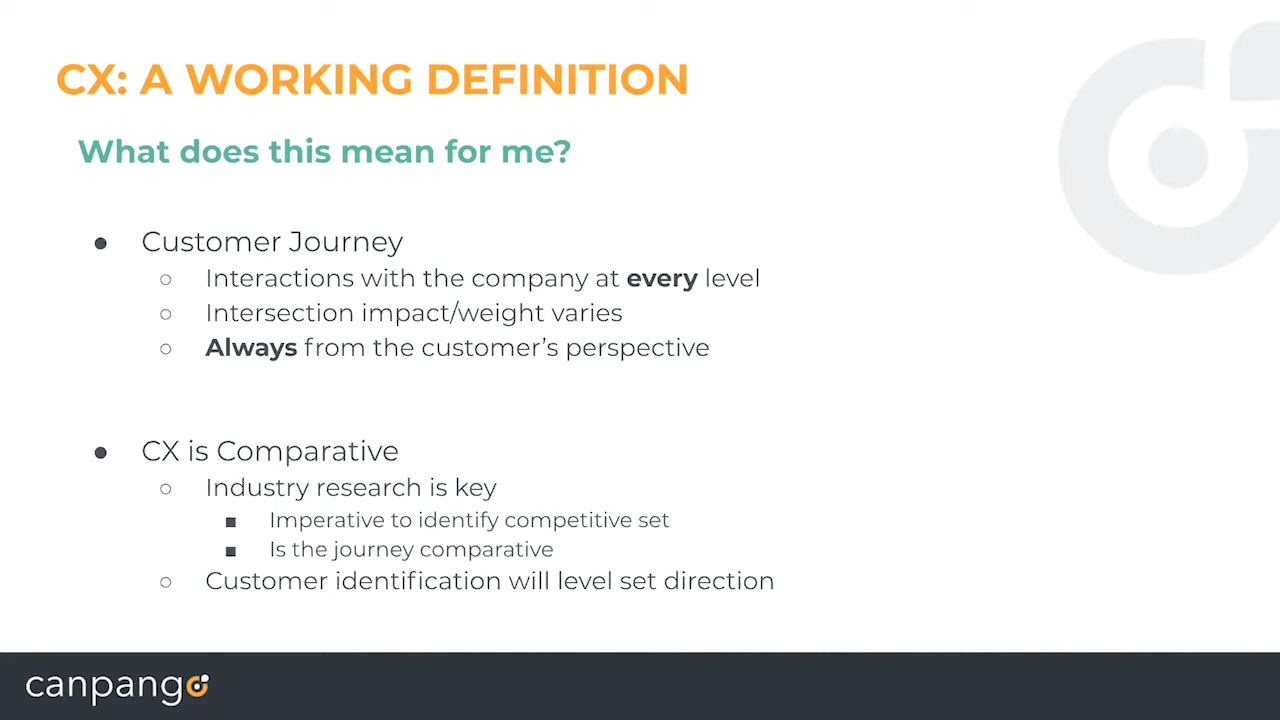 CX: A WORKING DEFINITION
What does this mean for me?
● Customer Journey
○ Interactions with the company at every level
○ Intersection impact/weight varies
○ Always from the customer’s perspective
● CX is Comparative
○ Industry research is key
■ Imperative to identify competitive set
■ Is the journey comparative
○ Customer identification will level set direction
canpango